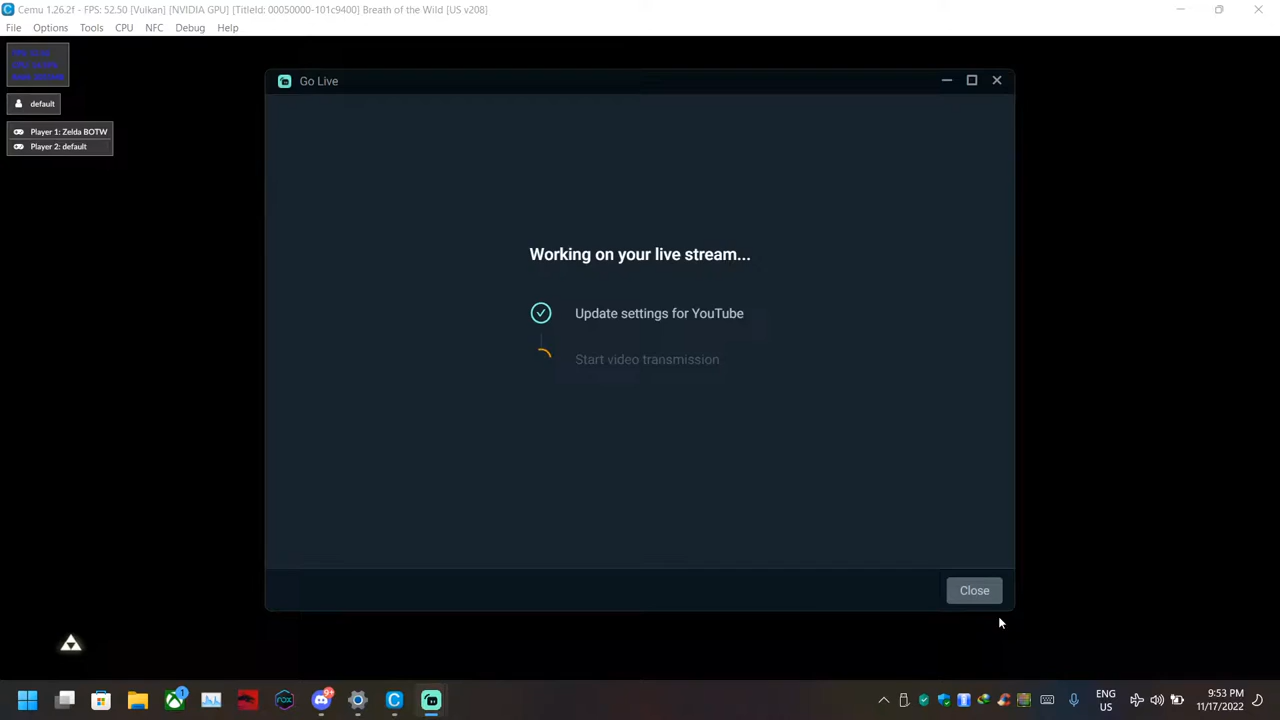 Cemu 1.26.2f - FPS: 52.50 [Vulkan] [NVIDIA GPU] [TitleId: 00050000-101c9400] Breath of the Wild [US v208]
File Options Tools CPU NFC Debug Help
default
Player 1: Zelda BOTW
Player 2: default
Go Live
Working on your live stream...
Update settings for YouTube
Start video transmission
Close
ENG
US
9:53 PM
11/17/2022